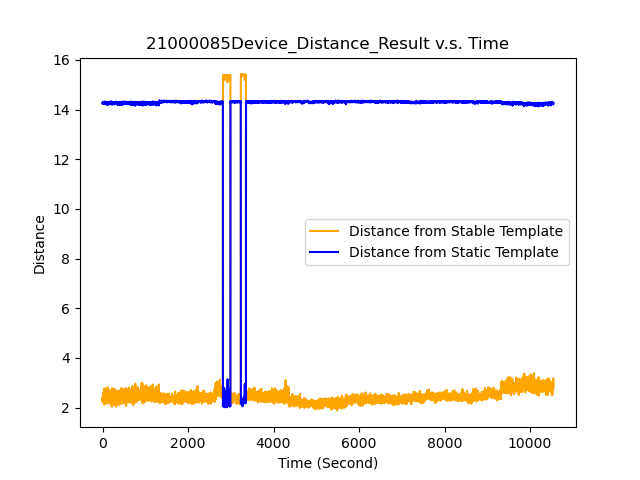 21000085Device_Distance_Result v.s. Time
16
14
12
10
8
6
4
2
Distance
Distance from Stable Template
Distance from Static Template
0 2000 4000 6000 8000 10000
Time (Second)